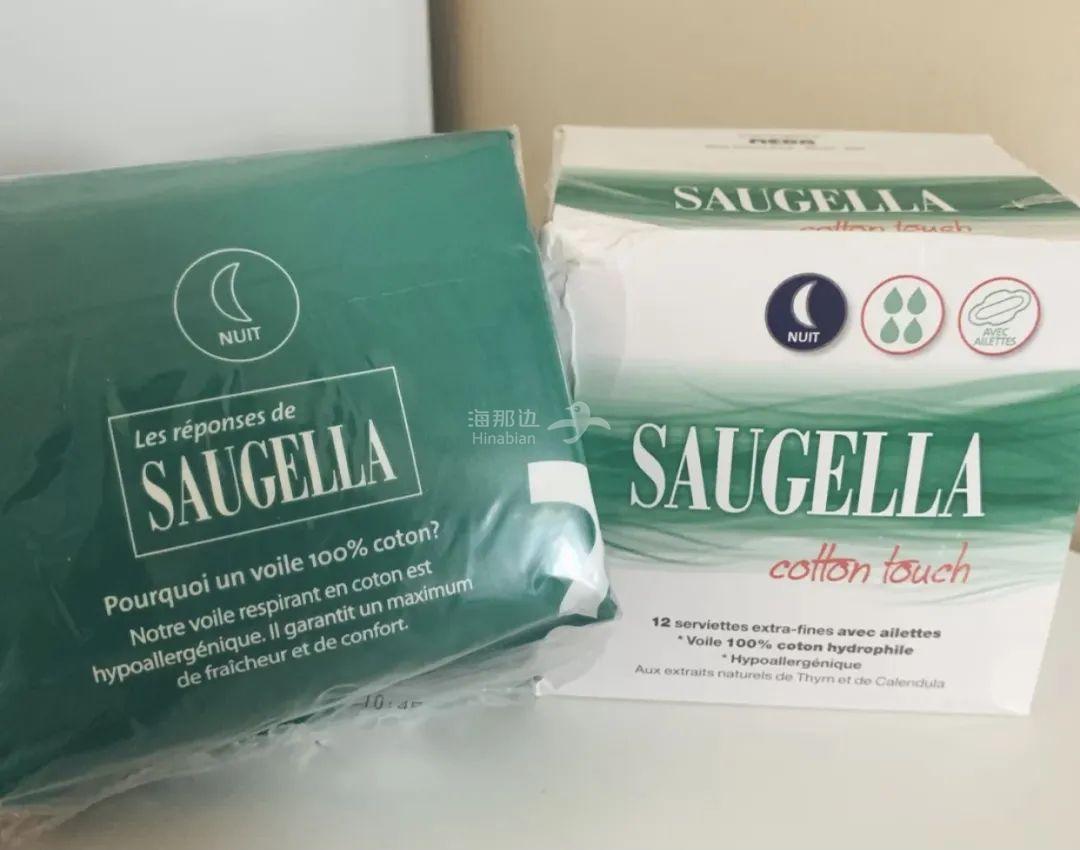 NUIT
Les réponses de
SAUGELLA
Pourquoi un voile 100% coton?
Notre voile respirant en coton est
hypoallergénique. Il garantit un maximum
de fraîcheur et de confort.
海那边
Hinabian
SAUGELLA
cotton touch
NUIT
AVEC
AILETTES
SAUGELLA
cotton touch
12 serviettes extra-fines avec ailettes
* Voile 100% coton hydrophile
* Hypoallergénique
Aux extraits naturels de Thym et de Calendula